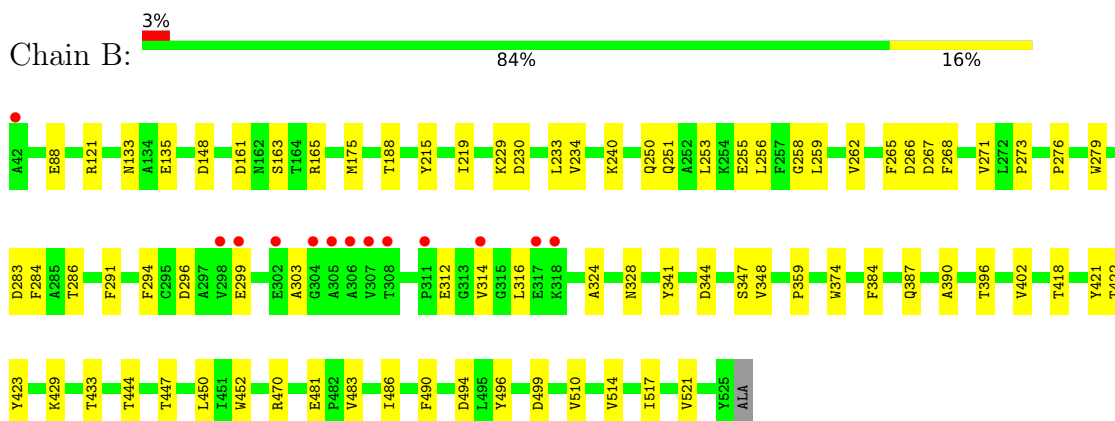 3%
Chain B:
84% 16%
A42 E88 R121 N133 A134 E135 D148 D161 N162 S163 T164 R165 M175 T188 Y215 I219 K229 D230 L233 V234 K240 Q250 Q251 A252 L253 K254 E255 L256 F257 G258 L259 V262 F265 D266 D267 F268 V271 L272 P273 P276 W279
D283 F284 A285 T286 F291 F294 C295 D296 A297 V298 E299 E302 A303 G304 A305 A306 V307 T308 P311 E312 G313 V314 G315 L316 E317 K318 A324 N328 Y341 D344 S347 V348 P359 W374 F384 Q387 A390 T396 V402 T418 Y421 T422
Y423 K429 T433 T444 T447 L450 I451 W452 R470 E481 P482 V483 I486 F490 D494 L495 Y496 D499 V510 V514 I517 V521 Y525 ALA